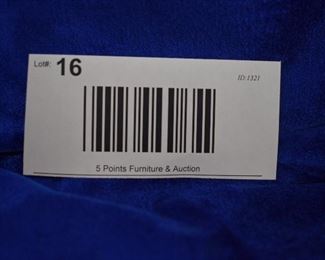 Lot#: 16
ID:1321
5 Points Furniture & Auction